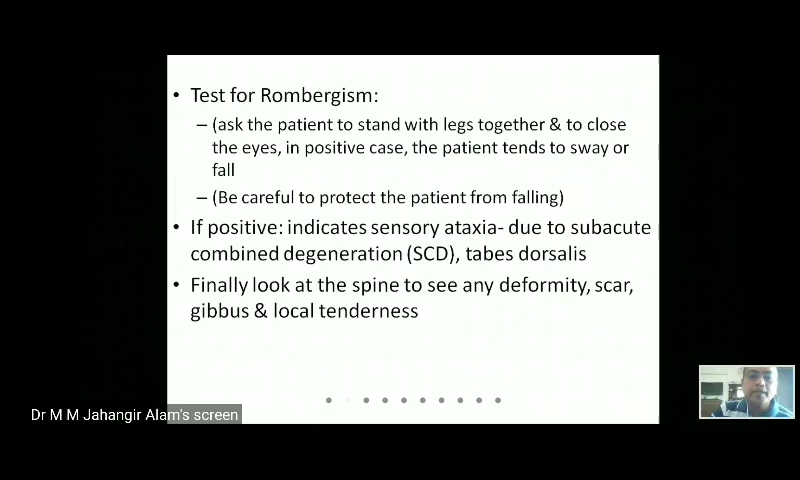 • Test for Rombergism:
– (ask the patient to stand with legs together & to close
the eyes, in positive case, the patient tends to sway or
fall
– (Be careful to protect the patient from falling)
• If positive: indicates sensory ataxia- due to subacute
combined degeneration (SCD), tabes dorsalis
• Finally look at the spine to see any deformity, scar,
gibbus & local tenderness
Dr M M Jahangir Alam's screen